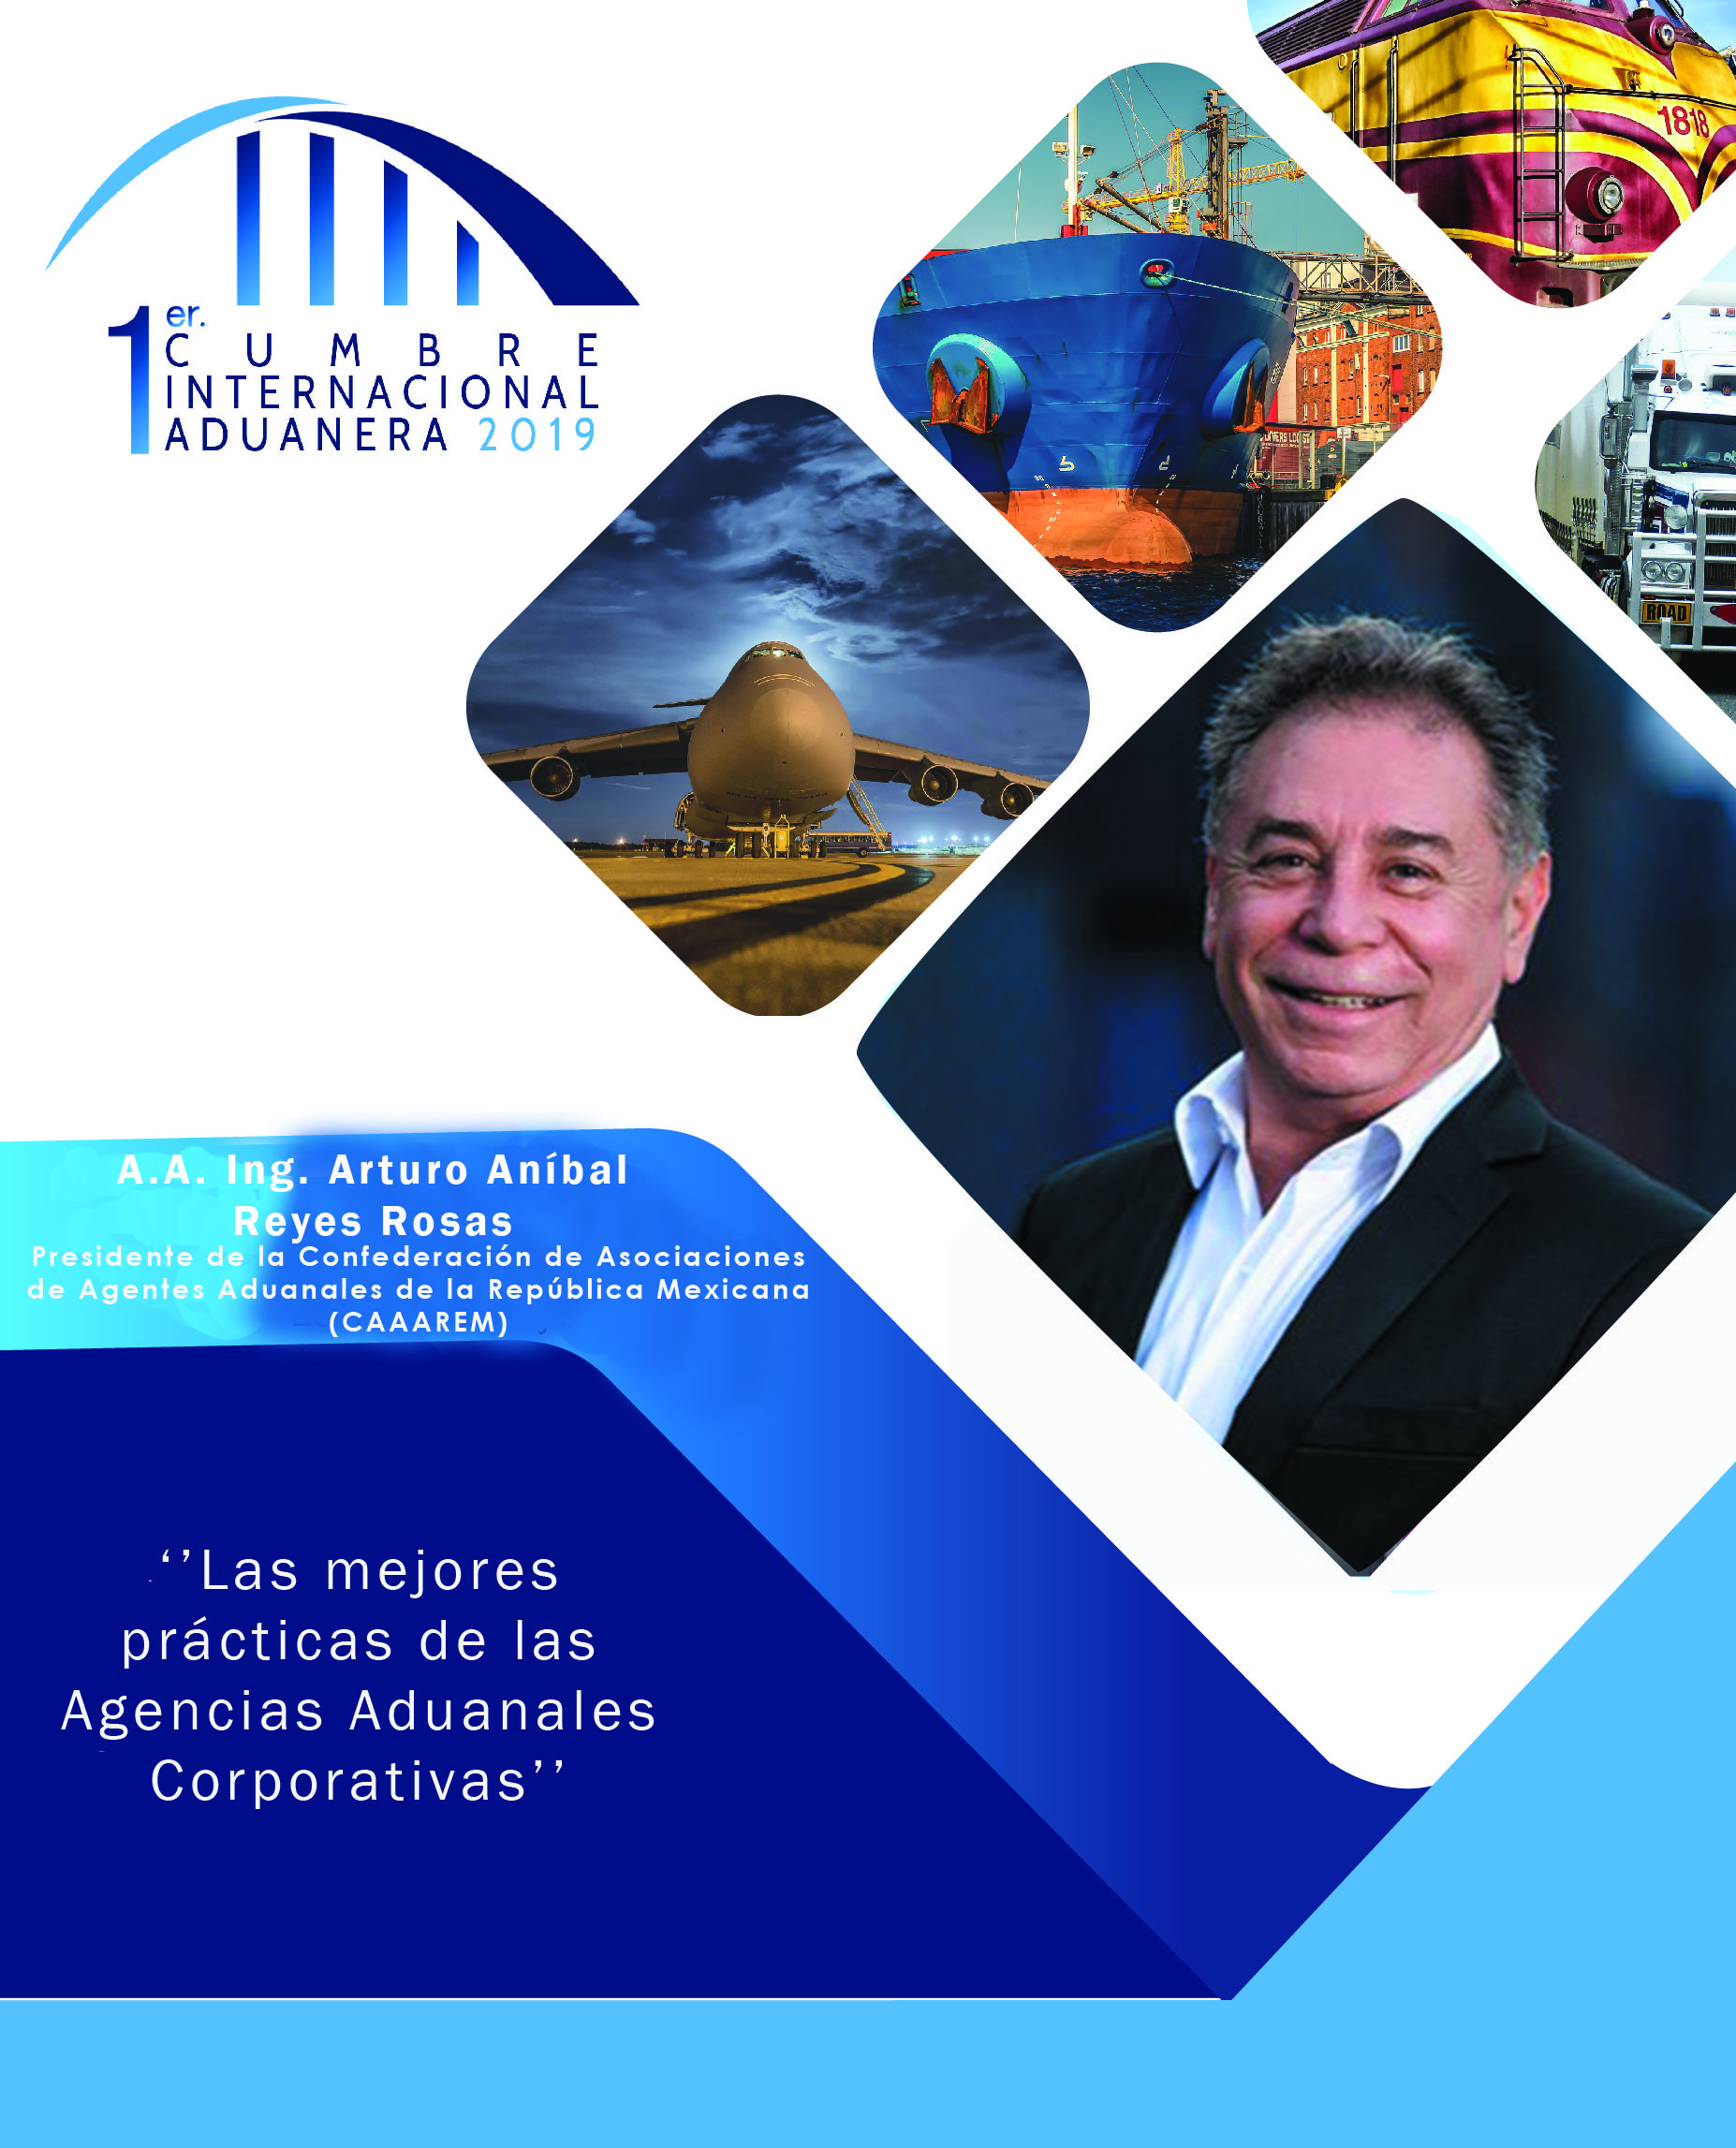 1er.
CUMBRE
INTERNACIONAL
ADUANERA 2019
1818
ROAD
A.A. Ing. Arturo Aníbal
Reyes Rosas
Presidente de la Confederación de Asociaciones
de Agentes Aduanales de la República Mexicana
(CAAAREM)
‘’Las mejores
prácticas de las
Agencias Aduanales
Corporativas’’